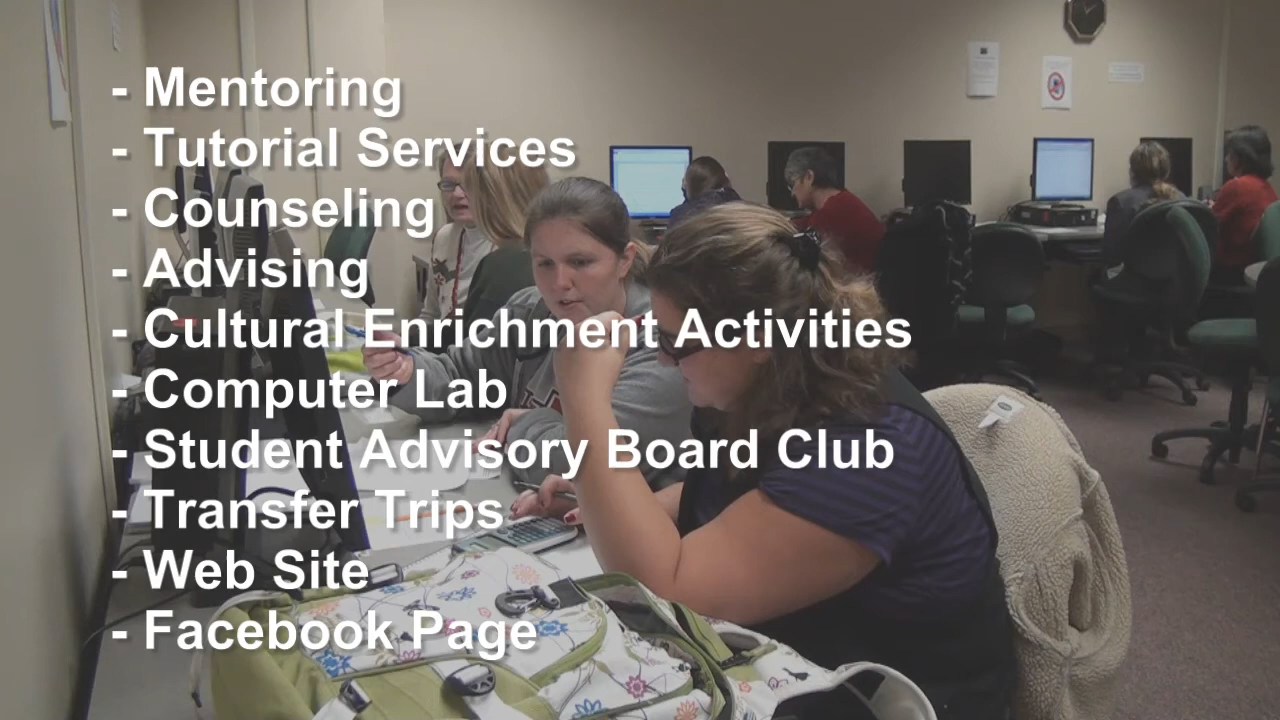 - Mentoring
- Tutorial Services
- Counseling
- Advising
- Cultural Enrichment Activities
- Computer Lab
- Student Advisory Board Club
- Transfer Trips
- Web Site
- Facebook Page